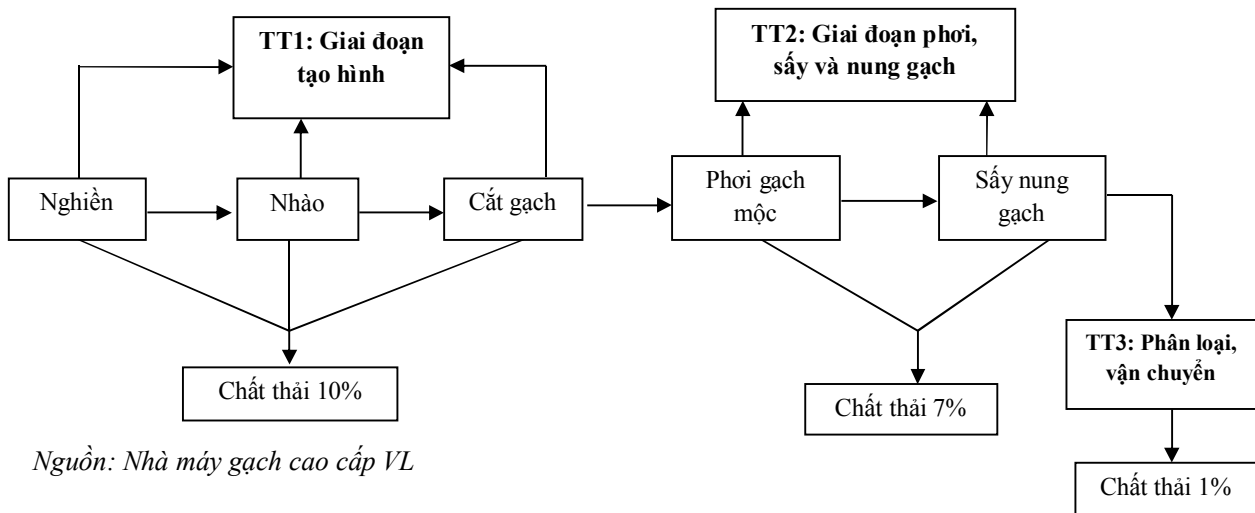 TT1: Giai đoạn
tạo hình
TT2: Giai đoạn phơi,
sấy và nung gạch
Nghiền
Nhào
Cắt gạch
Phơi gạch
mộc
Sấy nung
gạch
TT3: Phân loại,
vận chuyển
Chất thải 10%
Chất thải 7%
Nguồn: Nhà máy gạch cao cấp VL
Chất thải 1%